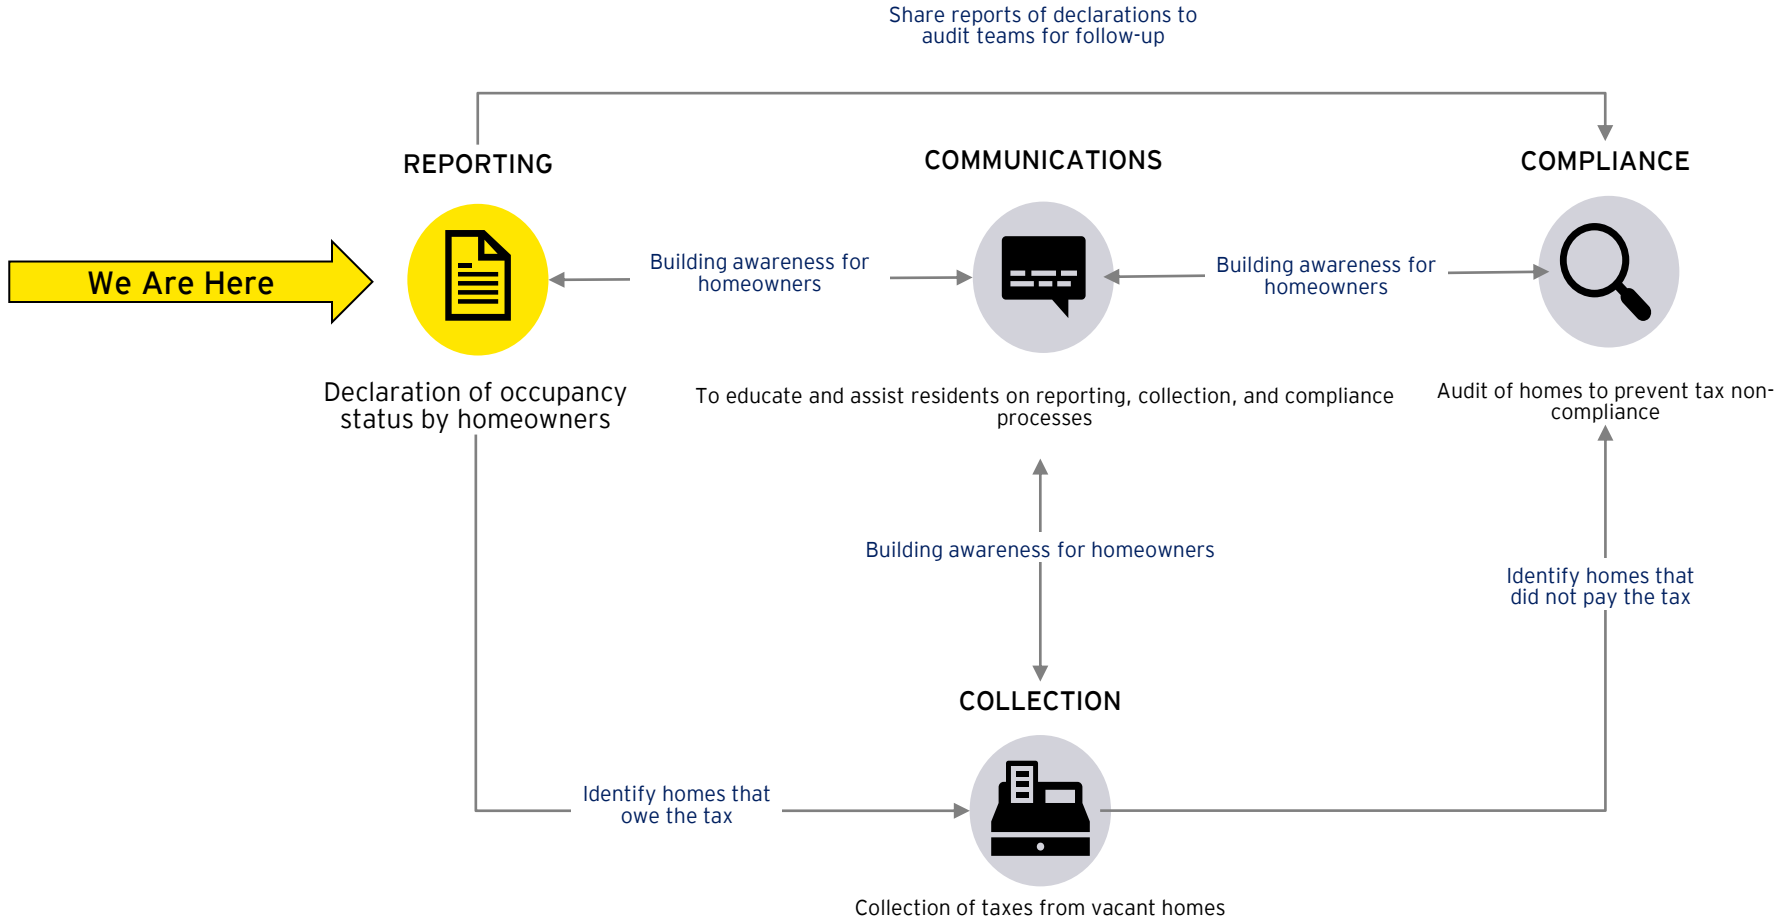 Share reports of declarations to
audit teams for follow-up
REPORTING
COMMUNICATIONS
COMPLIANCE
We Are Here
Building awareness for
homeowners
Building awareness for
homeowners
Declaration of occupancy
status by homeowners
To educate and assist residents on reporting, collection, and compliance
processes
Audit of homes to prevent tax non-
compliance
Building awareness for homeowners
Identify homes that
did not pay the tax
COLLECTION
Identify homes that
owe the tax
Collection of taxes from vacant homes